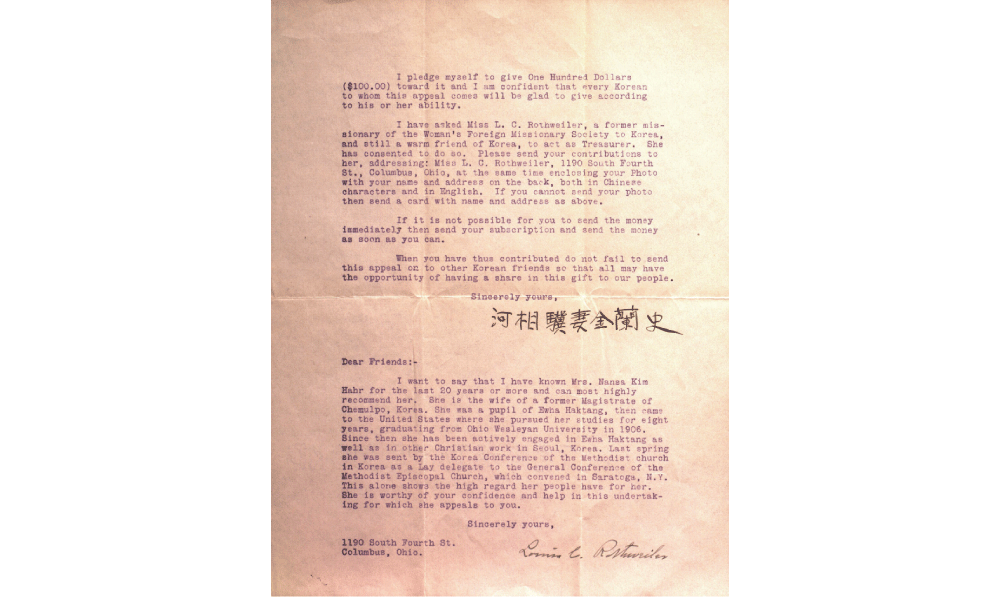 I pledge myself to give One Hundred Dollars
($100.00) toward it and I am confident that every Korean
to whom this appeal comes will be glad to give according
to his or her ability.
I have asked Miss L. C. Rothweiler, a former mis-
sionary of the Woman's Foreign Missionary Society to Korea,
and still a warm friend of Korea, to act as Treasurer. She
has consented to do so. Please send your contributions to
her, addressing: Miss L. C. Rothweiler, 1190 South Fourth
St., Columbus, Ohio, at the same time enclosing your Photo
with your name and address on the back, both in Chinese
characters and in English. If you cannot send your photo
then send a card with name and address as above.
If it is not possible for you to send the money
immediately then send your subscription and send the money
as soon as you can.
When you have thus contributed do not fail to send
this appeal on to other Korean friends so that all may have
the opportunity of having a share in this gift to our people.
Sincerely yours,
河相驥妻金蘭史
Dear Friends:-
I want to say that I have known Mrs. Nansa Kim
Hahr for the last 20 years or more and can most highly
recommend her. She is the wife of a former Magistrate of
Chemulpo, Korea. She was a pupil of Ewha Haktang, then came
to the United States where she pursued her studies for eight
years, graduating from Ohio Wesleyan University in 1906.
Since then she has been actively engaged in Ewha Haktang as
well as in other Christian work in Seoul, Korea. Last spring
she was sent by the Korea Conference of the Methodist church
in Korea as a Lay delegate to the General Conference of the
Methodist Episcopal Church, which convened in Saratoga, N.Y.
This alone shows the high regard her people have for her.
She is worthy of your confidence and help in this undertak-
ing for which she appeals to you.
Sincerely yours,
1190 South Fourth St.
Columbus, Ohio.
Louisa C. Rothweiler